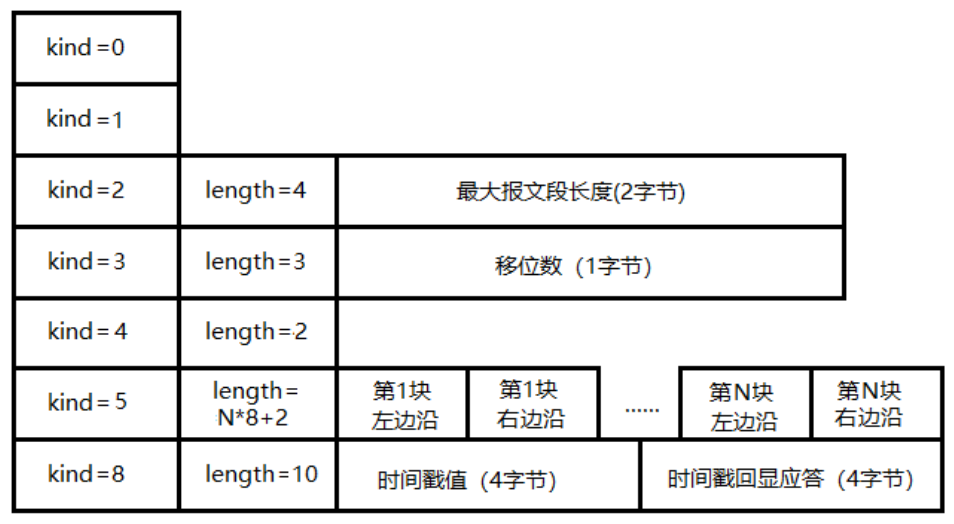 kind=0
kind=1
kind=2 length=4 最大报文段长度(2字节)
kind=3 length=3 移位数（1字节）
kind=4 length=2
kind=5 length=N*8+2 第1块左边沿 第1块右边沿 ...... 第N块左边沿 第N块右边沿
kind=8 length=10 时间戳值（4字节） 时间戳回显应答（4字节）